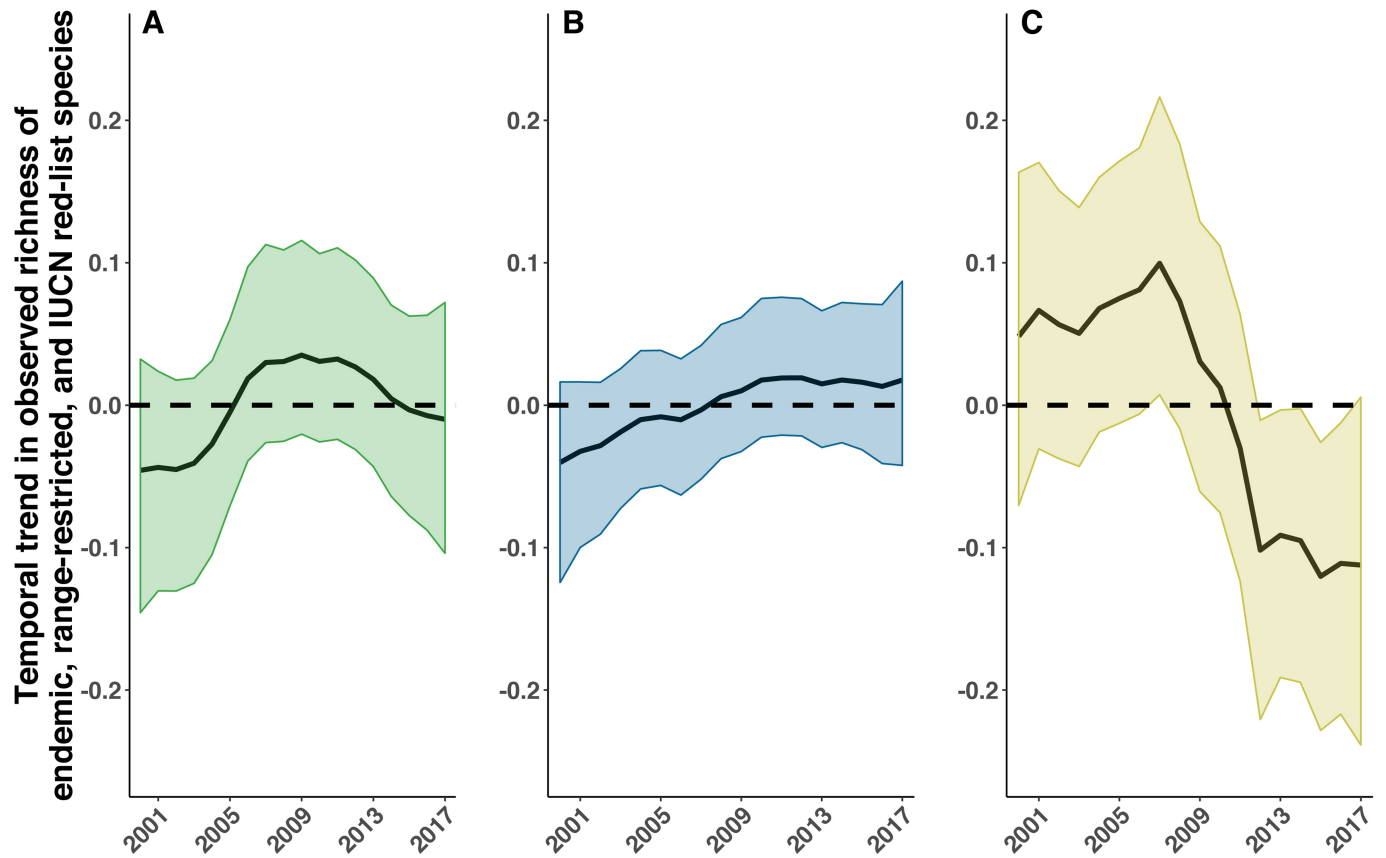 Temporal trend in observed richness of
endemic, range-restricted, and IUCN red-list species
A
0.2
0.1
0.0
-0.1
-0.2
2001 2005 2009 2013 2017
B
0.2
0.1
0.0
-0.1
-0.2
2001 2005 2009 2013 2017
C
0.2
0.1
0.0
-0.1
-0.2
2001 2005 2009 2013 2017